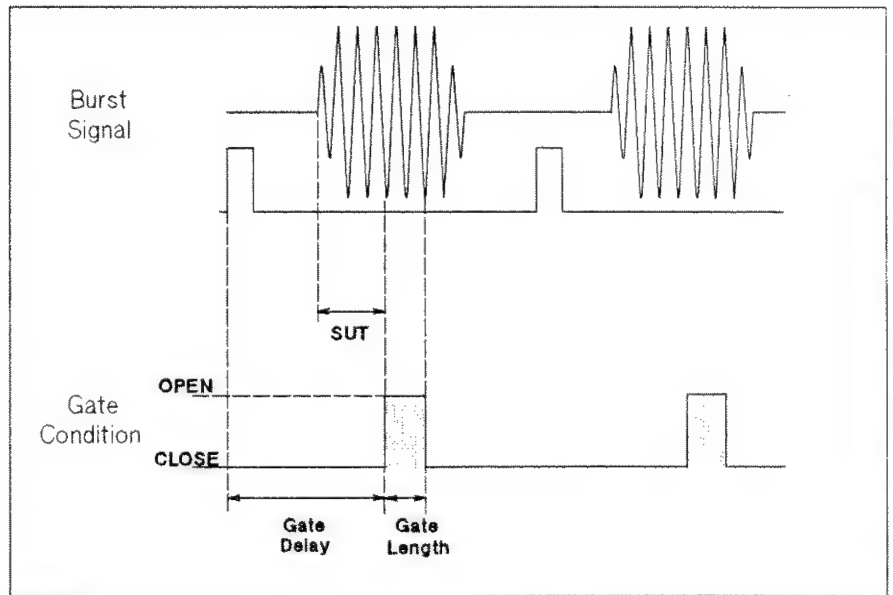 Burst
Signal
SUT
OPEN
Gate
Condition
CLOSE
Gate
Delay
Gate
Length